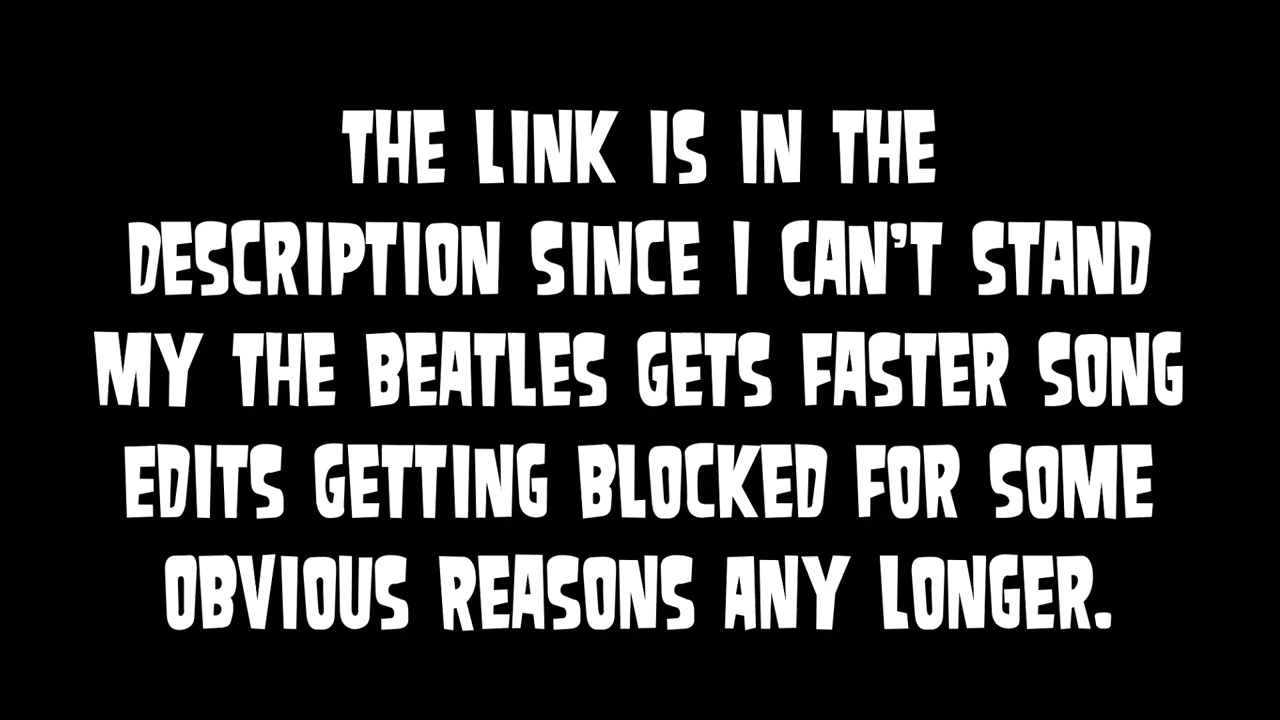 THE LINK IS IN THE
DESCRIPTION SINCE I CAN'T STAND
MY THE BEATLES GETS FASTER SONG
EDITS GETTING BLOCKED FOR SOME
OBVIOUS REASONS ANY LONGER.